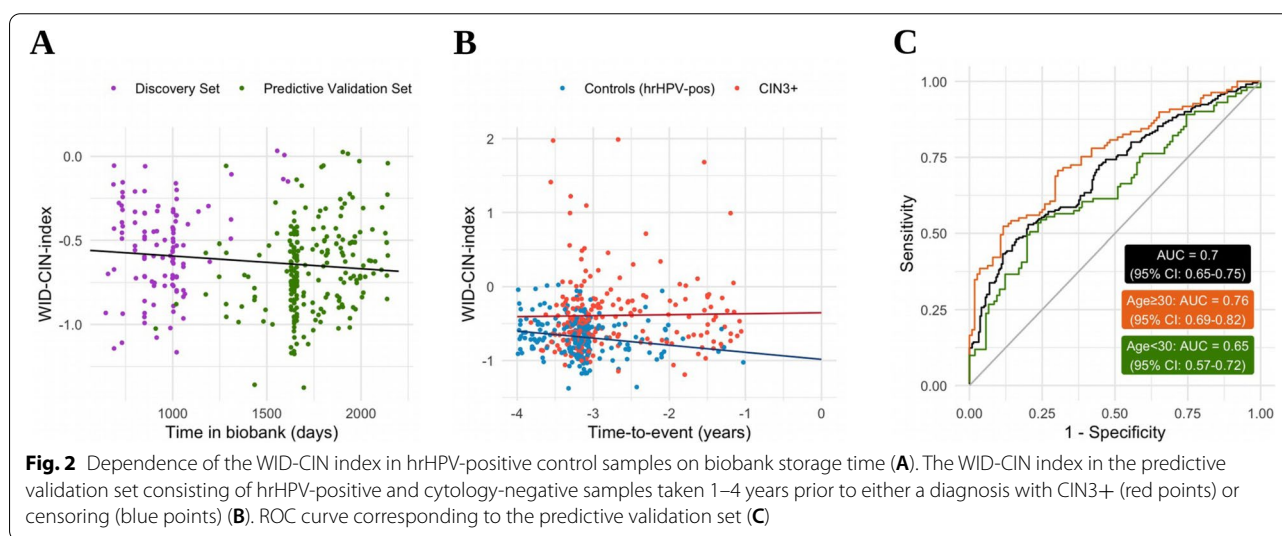 A
Discovery Set
Predictive Validation Set
WID-CIN-index
0.0
-0.5
-1.0
1000
1500
2000
Time in biobank (days)
B
Controls (hrHPV-pos)
CIN3+
WID-CIN-index
2
1
0
-1
-4
-3
-2
-1
0
Time-to-event (years)
C
Sensitivity
1.00
0.75
0.50
0.25
0.00
AUC = 0.7
(95% CI: 0.65-0.75)
Age≥30: AUC = 0.76
(95% CI: 0.69-0.82)
Age<30: AUC = 0.65
(95% CI: 0.57-0.72)
0.00
0.25
0.50
0.75
1.00
1 - Specificity
Fig. 2 Dependence of the WID-CIN index in hrHPV-positive control samples on biobank storage time (A). The WID-CIN index in the predictive
validation set consisting of hrHPV-positive and cytology-negative samples taken 1–4 years prior to either a diagnosis with CIN3+ (red points) or
censoring (blue points) (B). ROC curve corresponding to the predictive validation set (C)